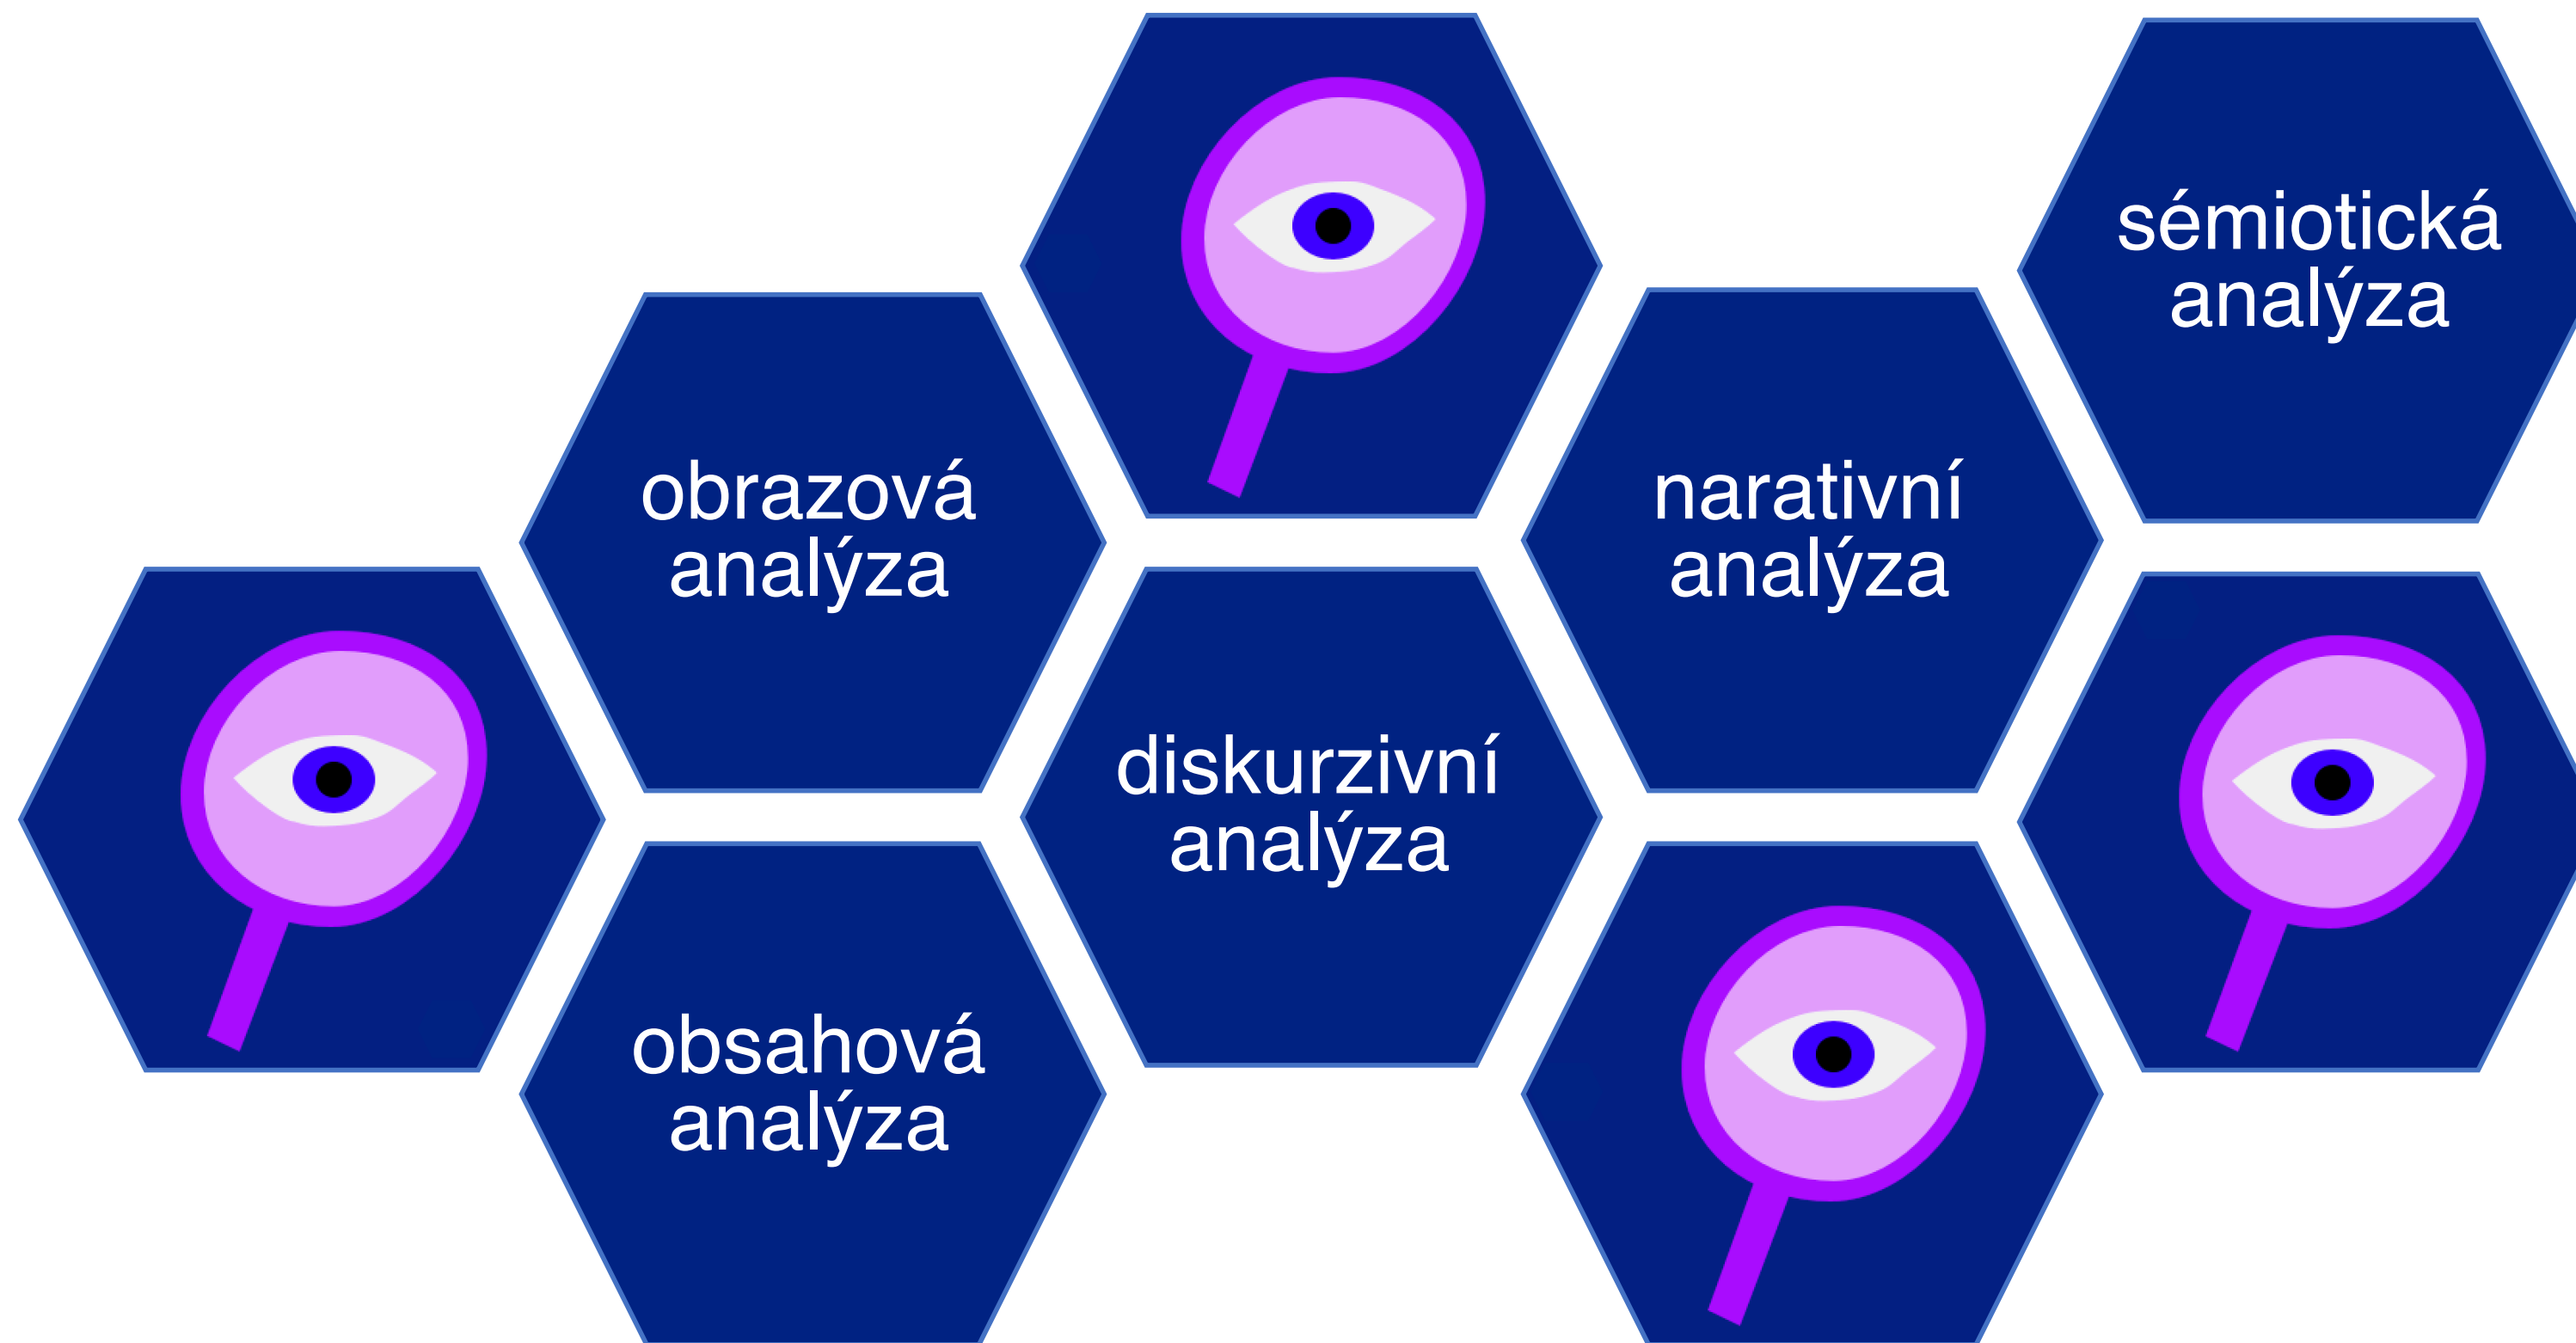 sémiotická
analýza
obrazová
analýza
narativní
analýza
diskurzivní
analýza
obsahová
analýza